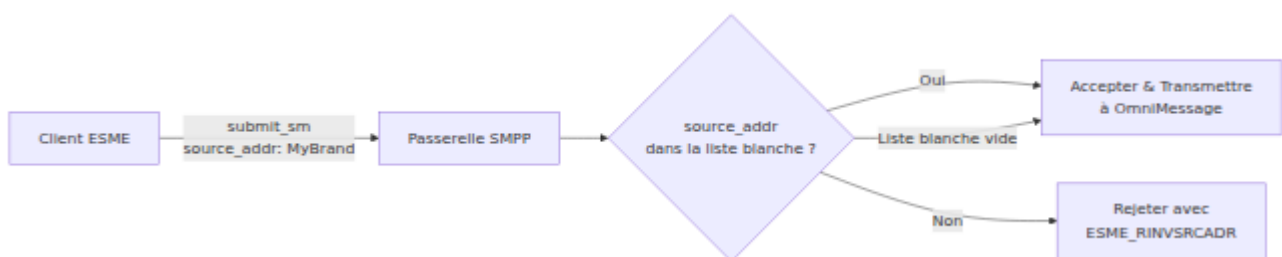 Client ESME
submit_sm
source_addr: MyBrand
Passerelle SMPP
source_addr
dans la liste blanche ?
Oui
Liste blanche vide
Non
Accepter & Transmettre
à OmniMessage
Rejeter avec
ESME_RINVSRCADR